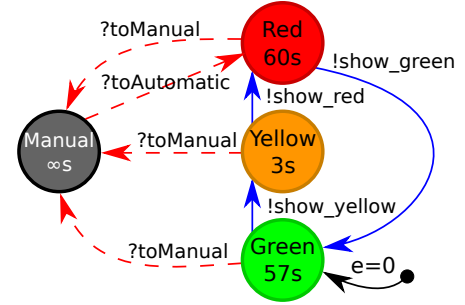 ?toManual
Red
60s
!show_green
?toAutomatic
!show_red
Manual
∞s
?toManual
Yellow
3s
!show_yellow
?toManual
Green
57s
e=0